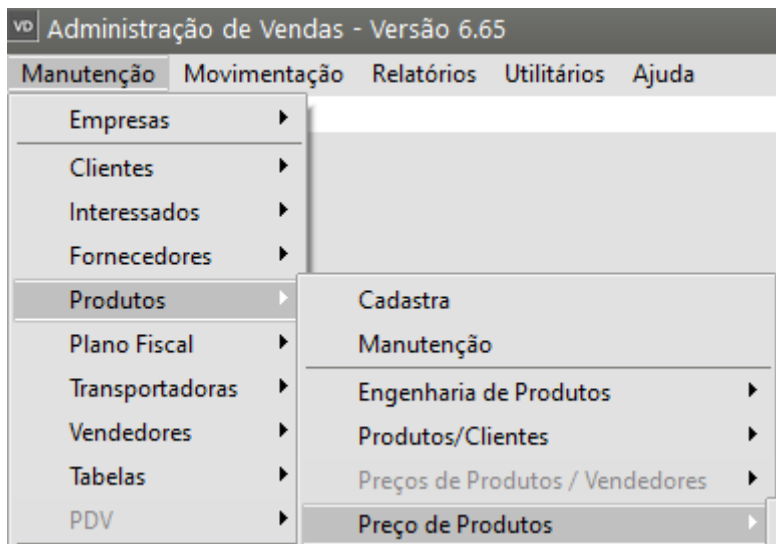 VD Administração de Vendas - Versão 6.65
Manutenção Movimentação Relatórios Utilitários Ajuda
Empresas
Clientes
Interessados
Fornecedores
Produtos
Plano Fiscal
Transportadoras
Vendedores
Tabelas
PDV
Cadastra
Manutenção
Engenharia de Produtos
Produtos/Clientes
Preços de Produtos / Vendedores
Preço de Produtos